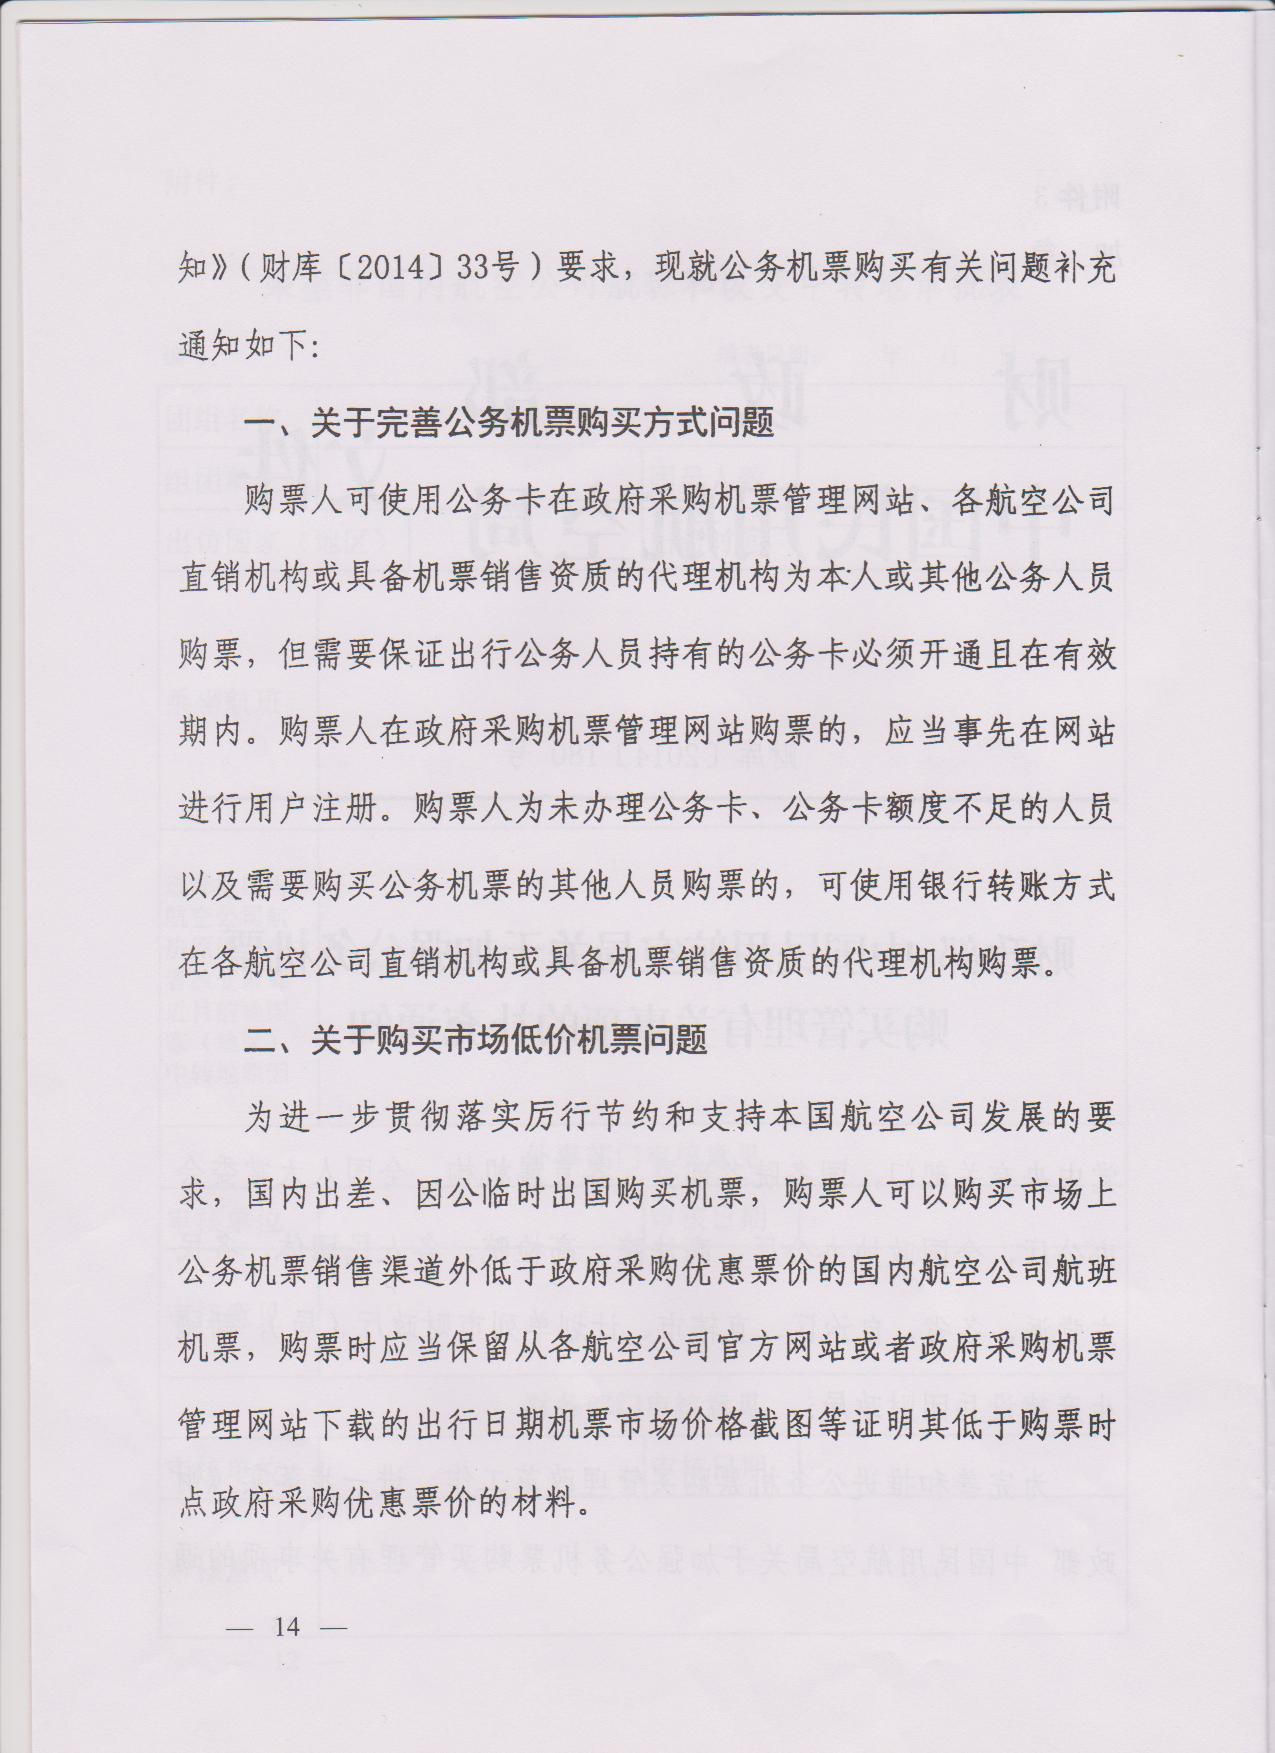 知》（财库〔2014〕33号）要求，现就公务机票购买有关问题补充
通知如下：
一、关于完善公务机票购买方式问题
购票人可使用公务卡在政府采购机票管理网站、各航空公司
直销机构或具备机票销售资质的代理机构为本人或其他公务人员
购票，但需要保证出行公务人员持有的公务卡必须开通且在有效
期内。购票人在政府采购机票管理网站购票的，应当事先在网站
进行用户注册。购票人为未办理公务卡、公务卡额度不足的人员
以及需要购买公务机票的其他人员购票的，可使用银行转账方式
在各航空公司直销机构或具备机票销售资质的代理机构购票。
二、关于购买市场低价机票问题
为进一步贯彻落实厉行节约和支持本国航空公司发展的要
求，国内出差、因公临时出国购买机票，购票人可以购买市场上
公务机票销售渠道外低于政府采购优惠票价的国内航空公司航班
机票，购票时应当保留从各航空公司官方网站或者政府采购机票
管理网站下载的出行日期机票市场价格截图等证明其低于购票时
点政府采购优惠票价的材料。
— 14 —